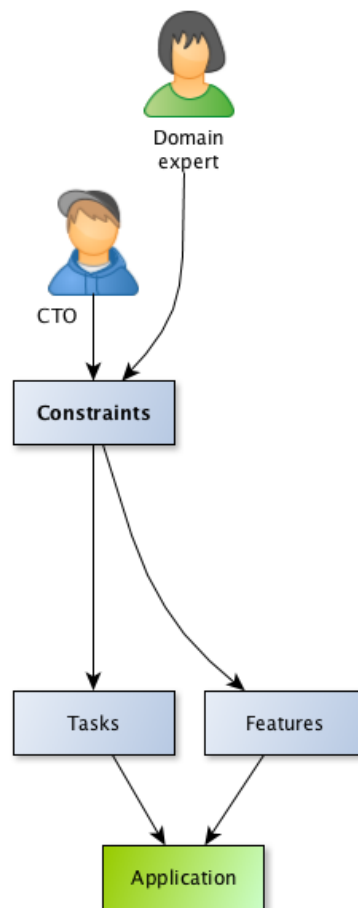 Domain
expert
CTO
Constraints
Tasks
Features
Application